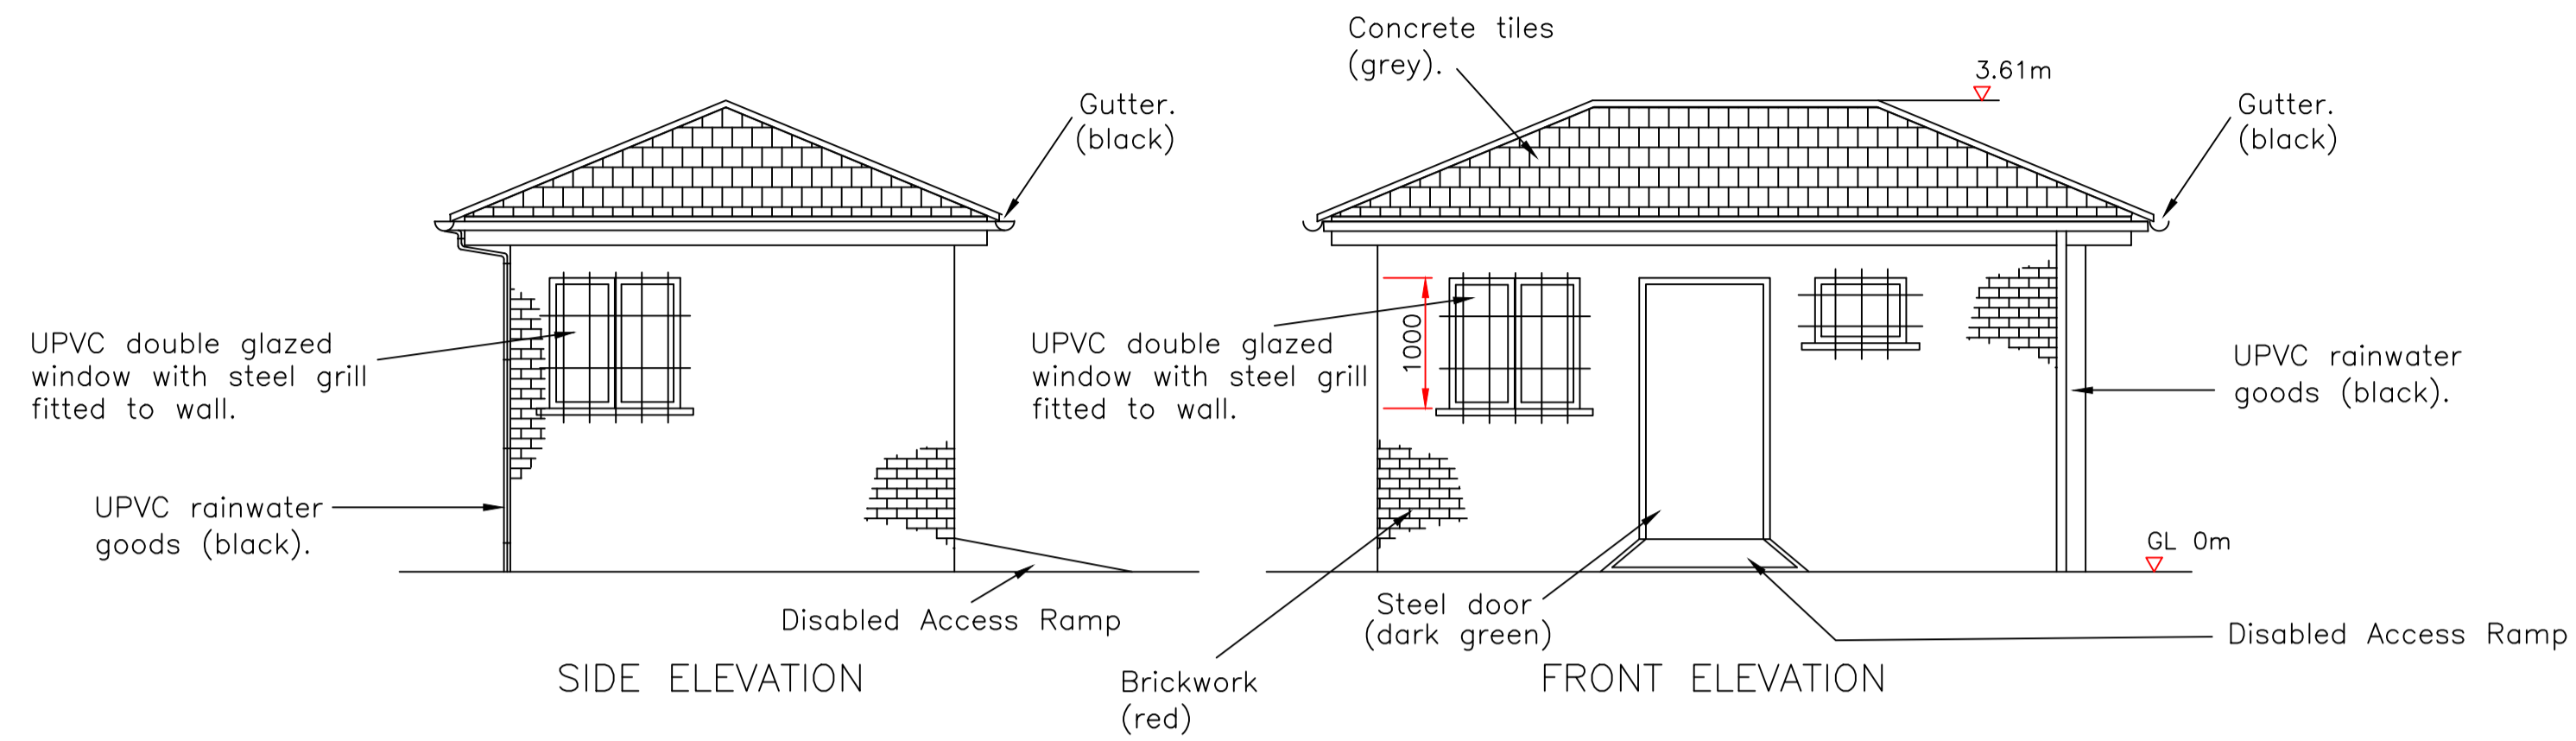 Concrete tiles
(grey).
3.61m
Gutter.
(black)
Gutter.
(black)
UPVC double glazed
window with steel grill
fitted to wall.
UPVC double glazed
window with steel grill
fitted to wall.
1000
UPVC rainwater
goods (black).
UPVC rainwater
goods (black).
GL 0m
Disabled Access Ramp
Steel door
(dark green)
Disabled Access Ramp
SIDE ELEVATION
Brickwork
(red)
FRONT ELEVATION